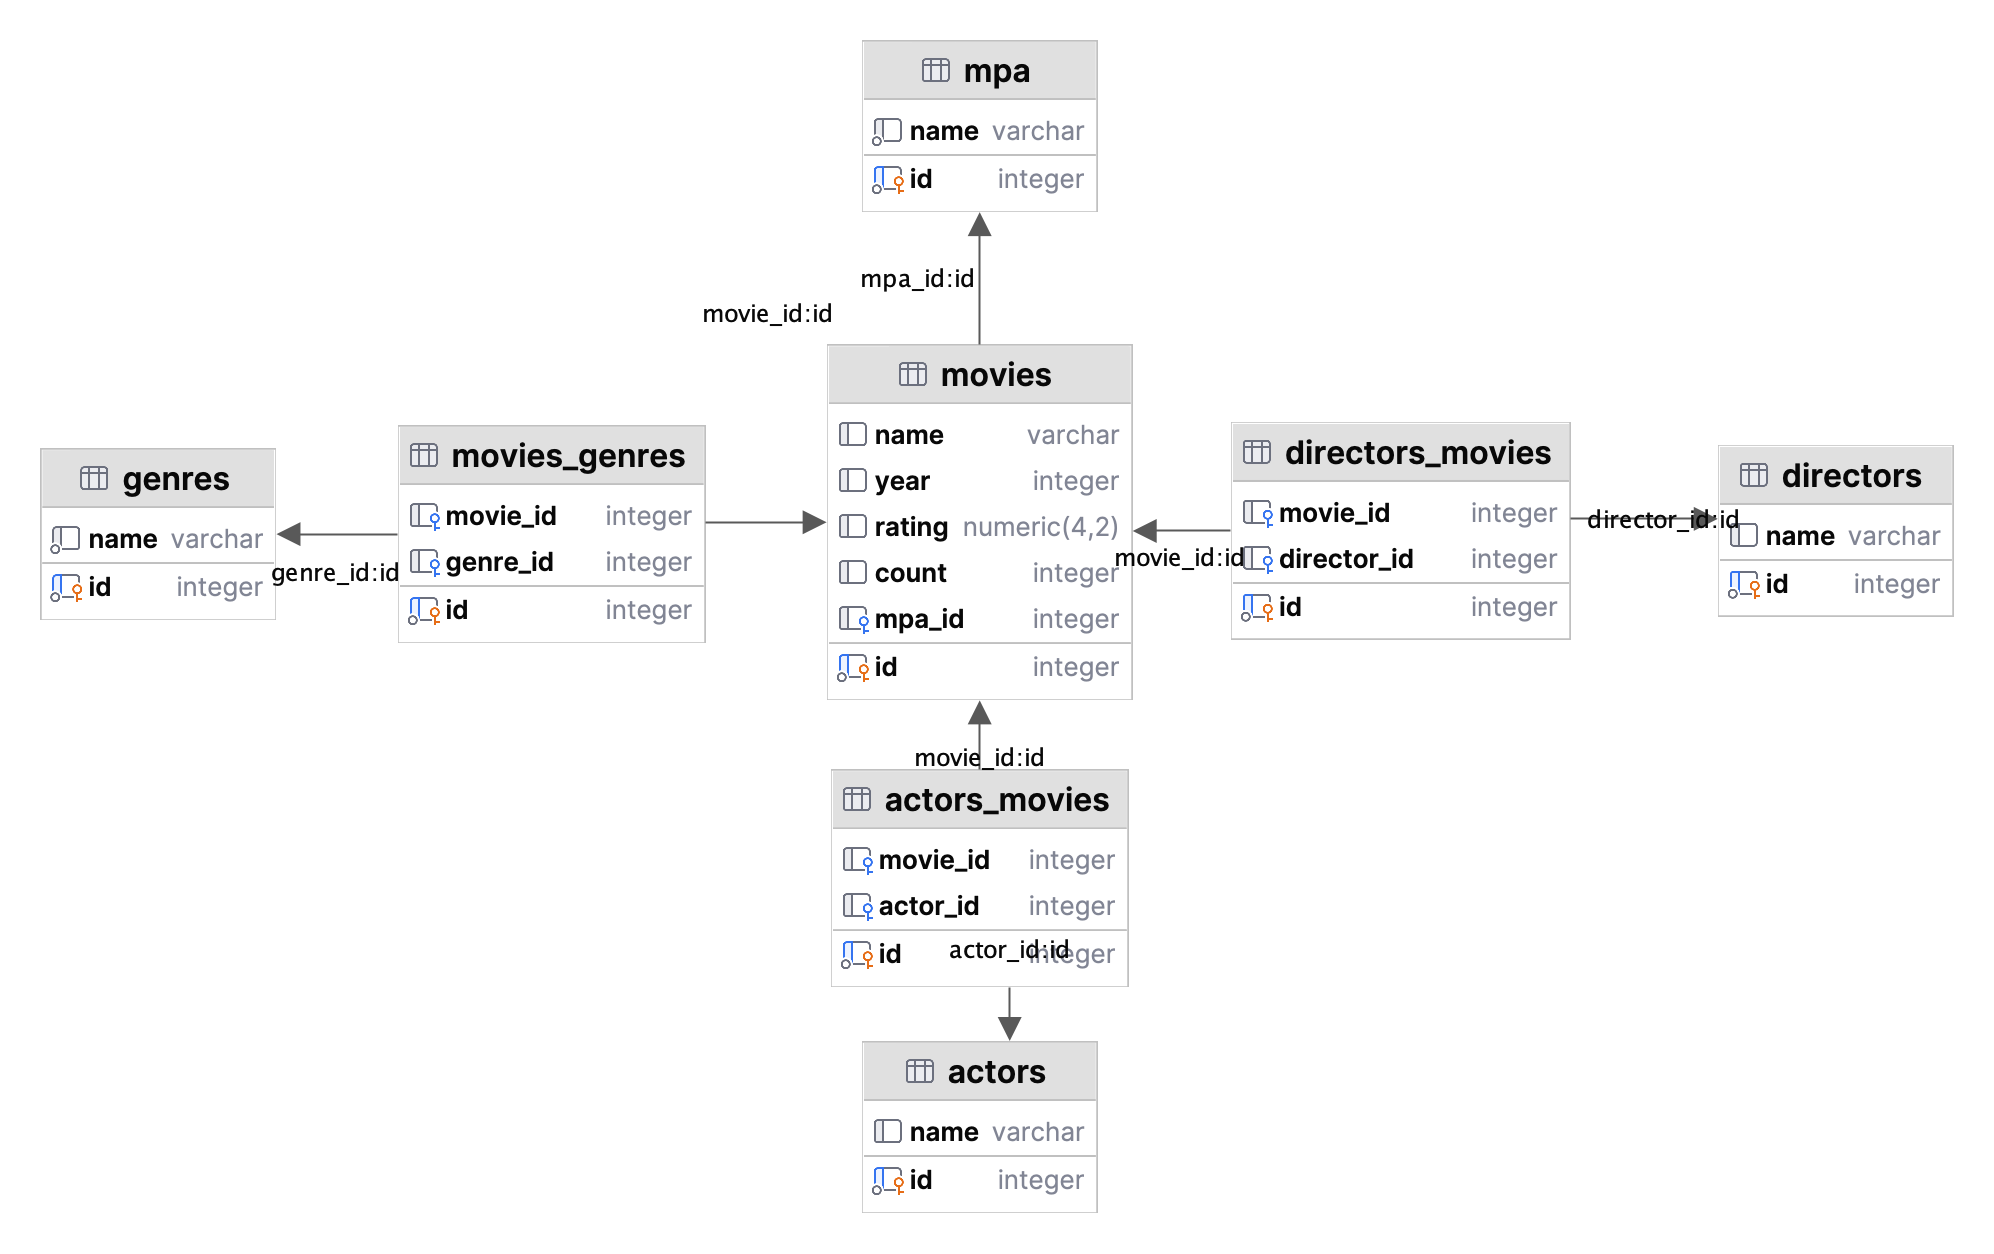 mpa
name varchar
id integer
mpa_id:id
movie_id:id
movies
name varchar
year integer
rating numeric(4,2)
count integer
mpa_id integer
id integer
genres
name varchar
id integer
genre_id:id
movies_genres
movie_id integer
genre_id integer
id integer
movie_id:id
directors_movies
movie_id integer
director_id integer
id integer
director_id:id
directors
name varchar
id integer
movie_id:id
actors_movies
movie_id integer
actor_id integer
id integer
actor_id:id
actors
name varchar
id integer